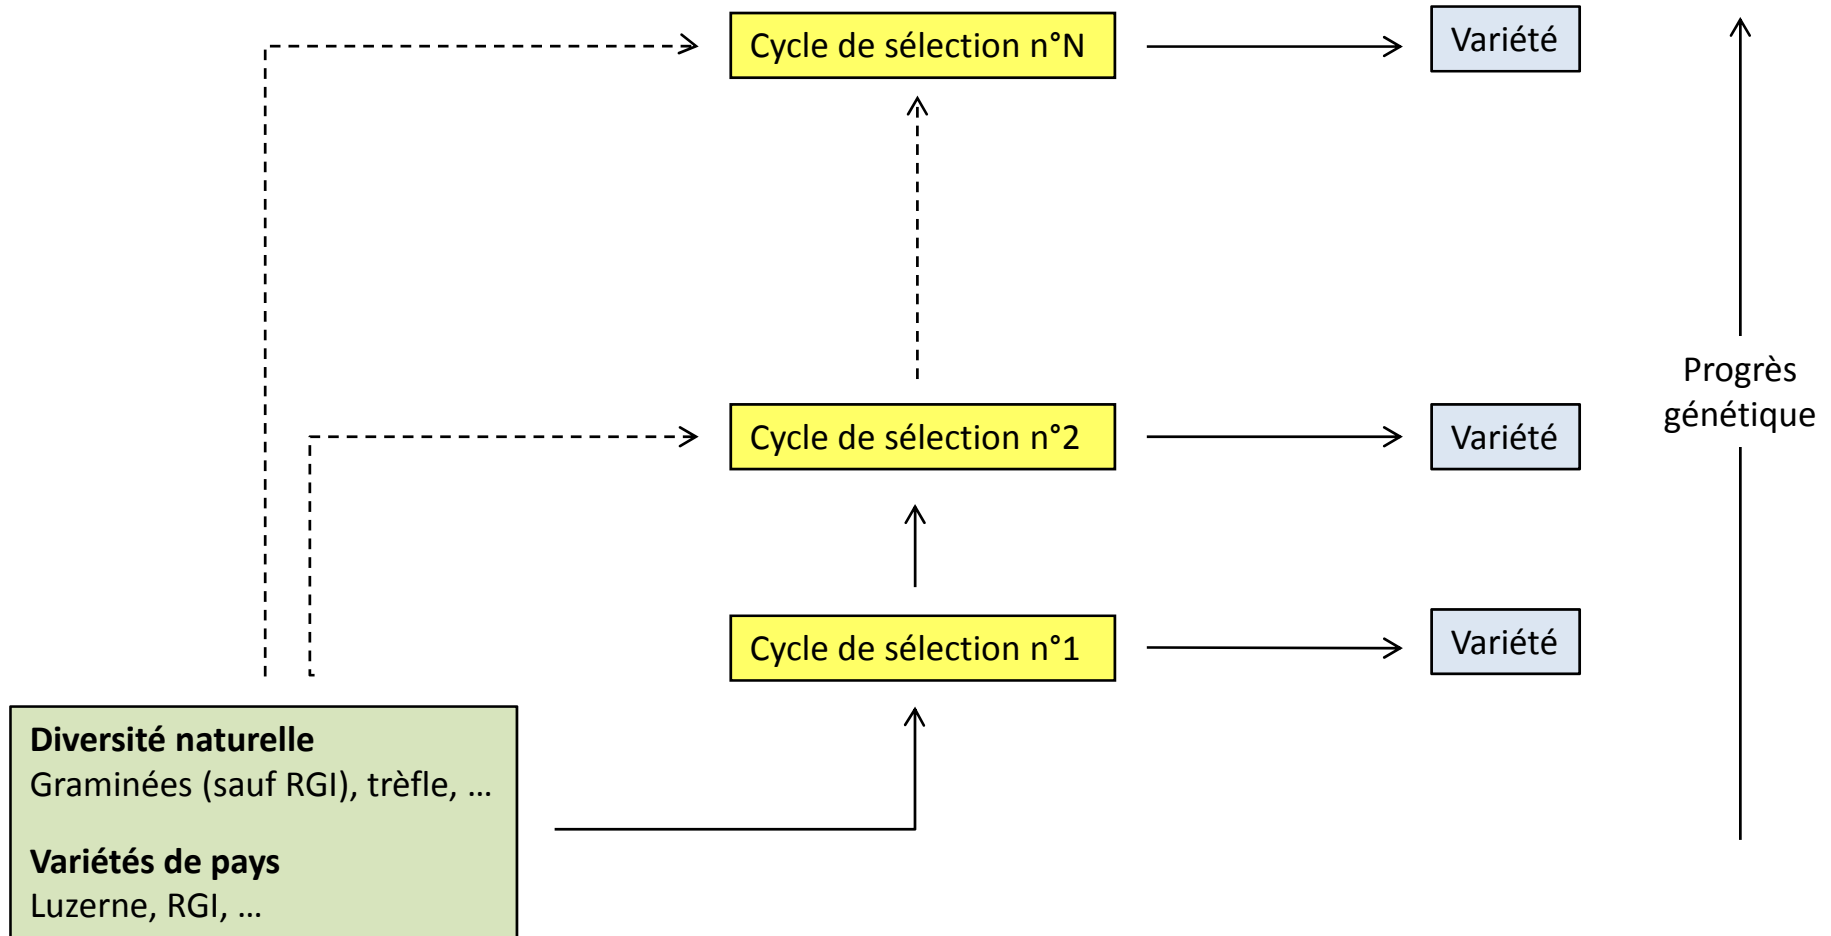 Cycle de sélection n°N
Variété
Progrès
génétique
Cycle de sélection n°2
Variété
Cycle de sélection n°1
Variété
Diversité naturelle
Graminées (sauf RGI), trèfle, …
Variétés de pays
Luzerne, RGI, …